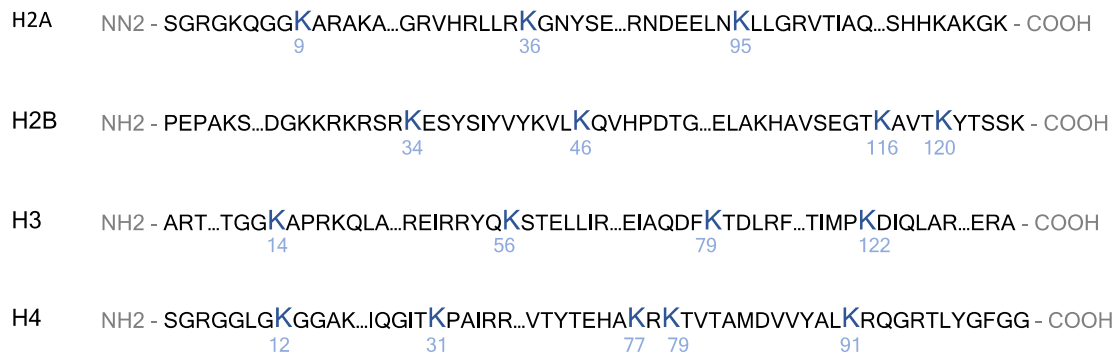 H2A NN2 - SGRGKQGGKARAKA...GRVHRLLRKGNYSE...RNDEELNKLLGRVTIAQ...SHHKAKGK - COOH
9 36 95
H2B NH2 - PEPAKS...DGKKRKRSRKESYSIYVYKVLKQVHPDTG...ELAKHAVSEGTKAVTKYTSSK - COOH
34 46 116 120
H3 NH2 - ART...TGGKAPRKQLA...REIRRYQKSTELLIR...EIAQDFKTDLRF...TIMPKDIQLAR...ERA - COOH
14 56 79 122
H4 NH2 - SGRGGLGKGGAK...IQGITKPAIRR...VTYTEHAKRKTVTAMDVVYALKRQGRTLYGFGG - COOH
12 31 77 79 91